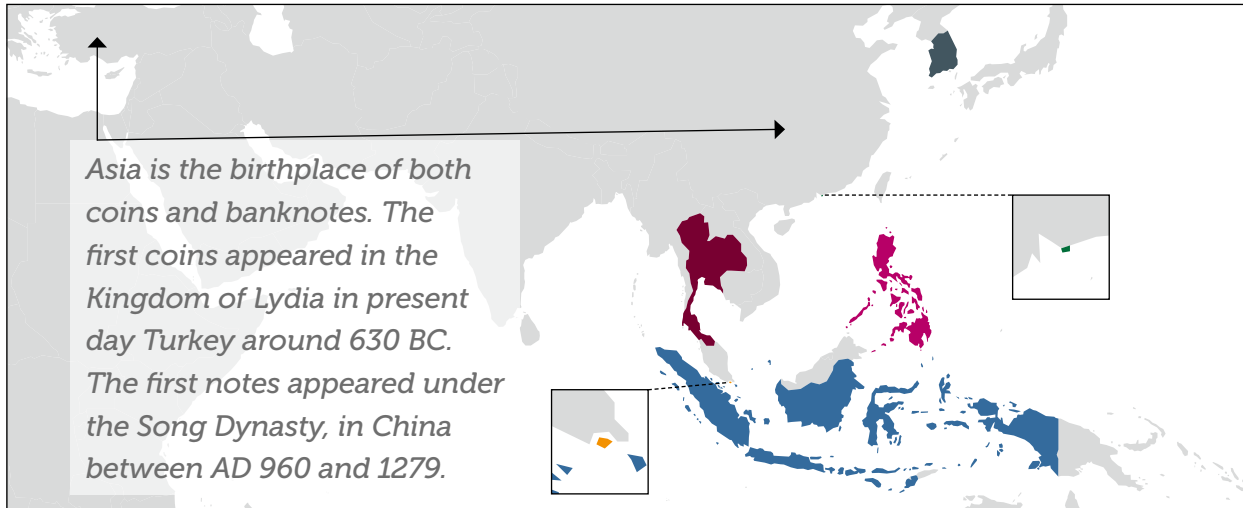 Asia is the birthplace of both
coins and banknotes. The
first coins appeared in the
Kingdom of Lydia in present
day Turkey around 630 BC.
The first notes appeared under
the Song Dynasty, in China
between AD 960 and 1279.